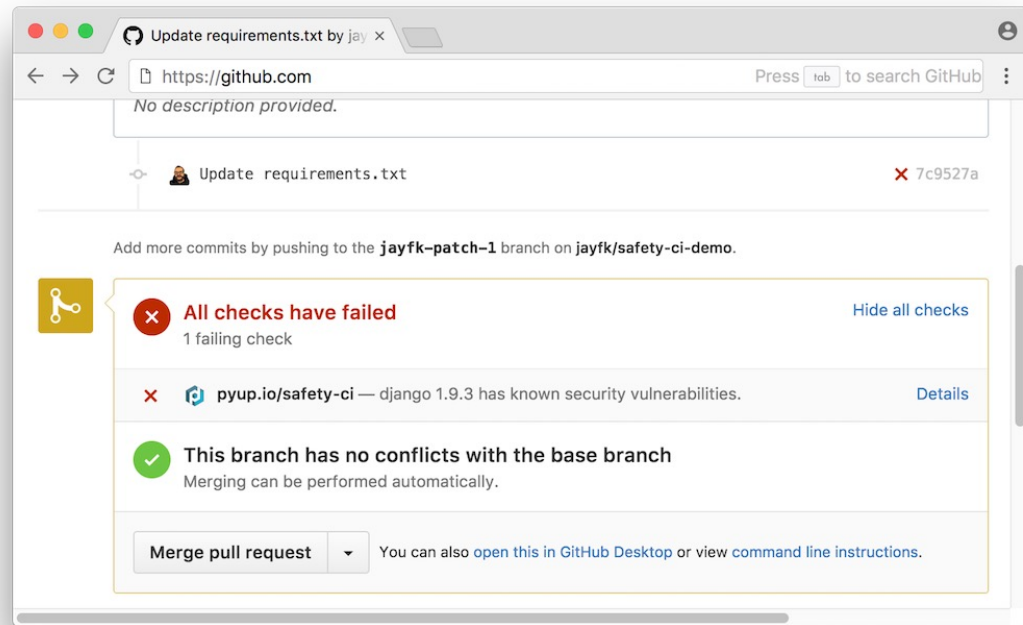 Update requirements.txt by jay
https://github.com
Press tab to search GitHub
No description provided.
Update requirements.txt
7c9527a
Add more commits by pushing to the jayfk-patch-1 branch on jayfk/safety-ci-demo.
All checks have failed
Hide all checks
1 failing check
pyup.io/safety-ci — django 1.9.3 has known security vulnerabilities.
Details
This branch has no conflicts with the base branch
Merging can be performed automatically.
Merge pull request
You can also open this in GitHub Desktop or view command line instructions.